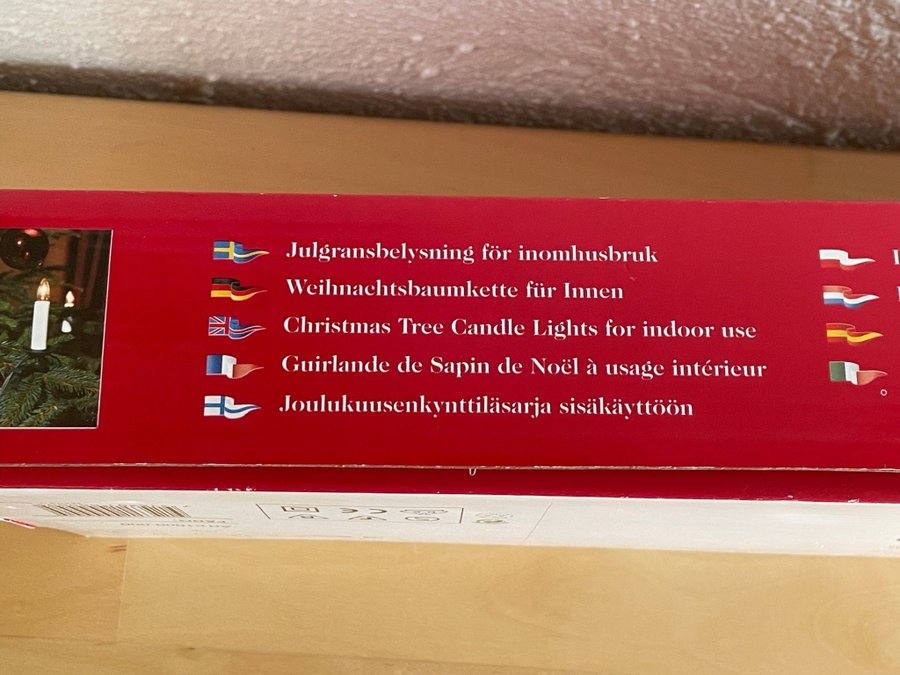 Julgransbelysning för inomhusbruk
Weihnachtsbaumkette für Innen
Christmas Tree Candle Lights for indoor use
Guirlande de Sapin de Noël à usage intérieur
Joulukuusenkynttiläsarja sisäkäyttöön